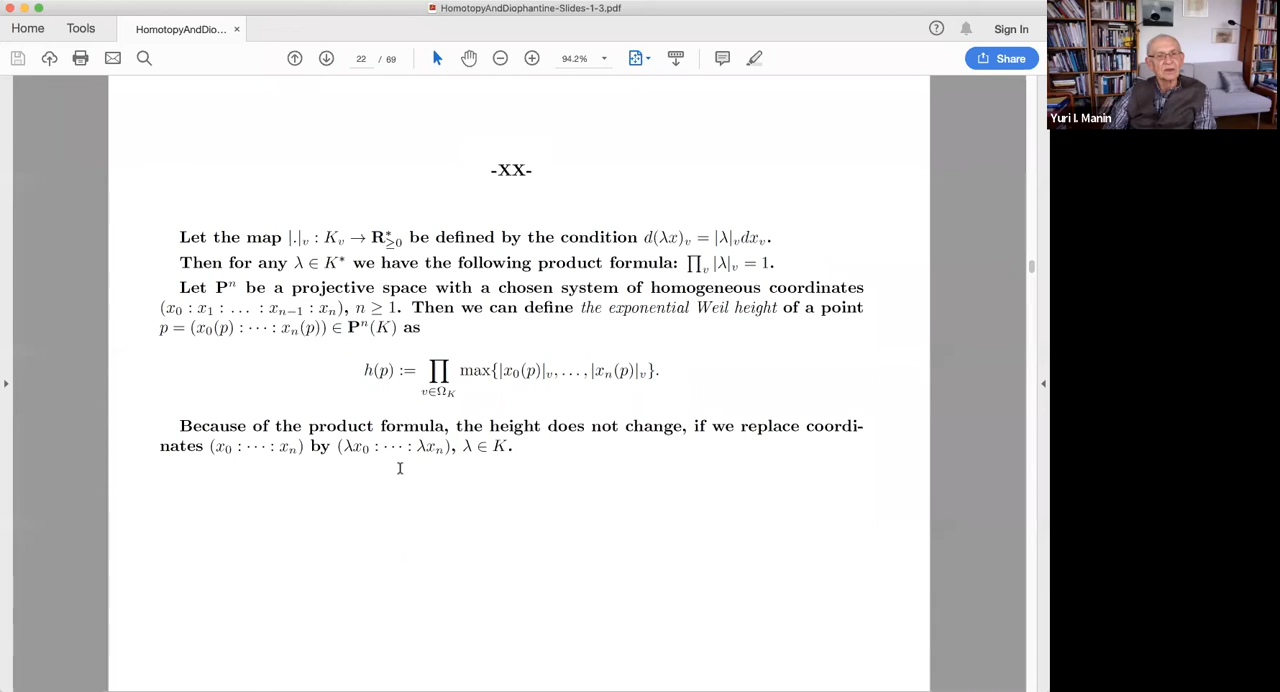 HomotopyAndDiophantine-Slides-1-3.pdf
Home Tools HomotopyAndDio... × Sign In
22 / 69 94.2% Share
Yuri I. Manin
-XX-
Let the map |.|_v : K_v → R*_{≥0} be defined by the condition d(λx)_v = |λ|_v dx_v.
Then for any λ ∈ K* we have the following product formula: ∏_v |λ|_v = 1.
Let P^n be a projective space with a chosen system of homogeneous coordinates
(x_0 : x_1 : … : x_{n−1} : x_n), n ≥ 1. Then we can define the exponential Weil height of a point
p = (x_0(p) : ⋯ : x_n(p)) ∈ P^n(K) as
h(p) := ∏_{v∈Ω_K} max{|x_0(p)|_v, …, |x_n(p)|_v}.
Because of the product formula, the height does not change, if we replace coordi-
nates (x_0 : ⋯ : x_n) by (λx_0 : ⋯ : λx_n), λ ∈ K.